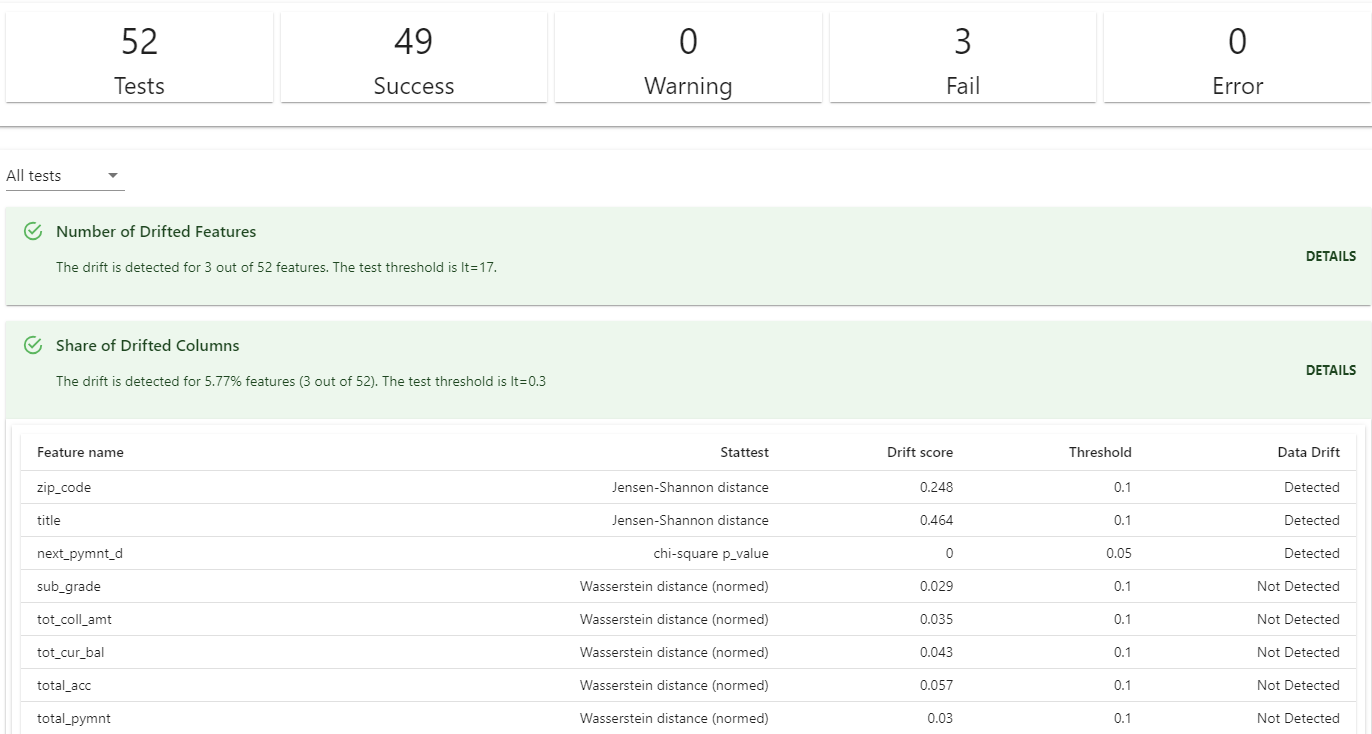 52 49 0 3 0
Tests Success Warning Fail Error
All tests
Number of Drifted Features
The drift is detected for 3 out of 52 features. The test threshold is lt=17.
DETAILS
Share of Drifted Columns
The drift is detected for 5.77% features (3 out of 52). The test threshold is lt=0.3
DETAILS
Feature name Stattest Drift score Threshold Data Drift
zip_code Jensen-Shannon distance 0.248 0.1 Detected
title Jensen-Shannon distance 0.464 0.1 Detected
next_pymnt_d chi-square p_value 0 0.05 Detected
sub_grade Wasserstein distance (normed) 0.029 0.1 Not Detected
tot_coll_amt Wasserstein distance (normed) 0.035 0.1 Not Detected
tot_cur_bal Wasserstein distance (normed) 0.043 0.1 Not Detected
total_acc Wasserstein distance (normed) 0.057 0.1 Not Detected
total_pymnt Wasserstein distance (normed) 0.03 0.1 Not Detected